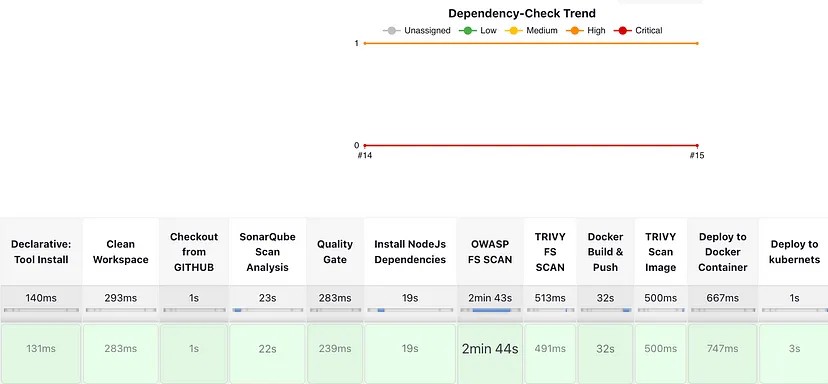 Dependency-Check Trend
Unassigned Low Medium High Critical
1
0
#14 #15
Declarative: Tool Install
Clean Workspace
Checkout from GITHUB
SonarQube Scan Analysis
Quality Gate
Install NodeJs Dependencies
OWASP FS SCAN
TRIVY FS SCAN
Docker Build & Push
TRIVY Scan Image
Deploy to Docker Container
Deploy to kubernets
140ms 293ms 1s 23s 283ms 19s 2min 43s 513ms 32s 500ms 667ms 1s
131ms 283ms 1s 22s 239ms 19s 2min 44s 491ms 32s 500ms 747ms 3s